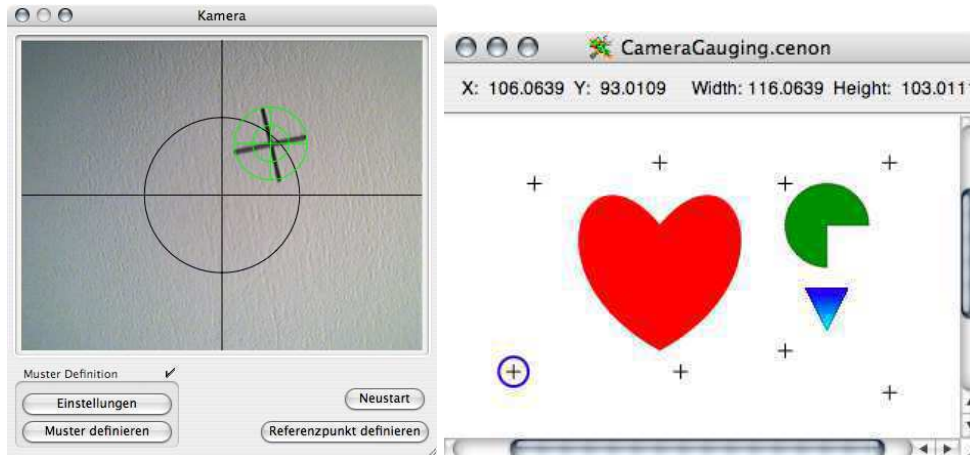 Kamera
Muster Definition ✓
Einstellungen
Muster definieren
Neustart
Referenzpunkt definieren
CameraGauging.cenon
X: 106.0639 Y: 93.0109 Width: 116.0639 Height: 103.011